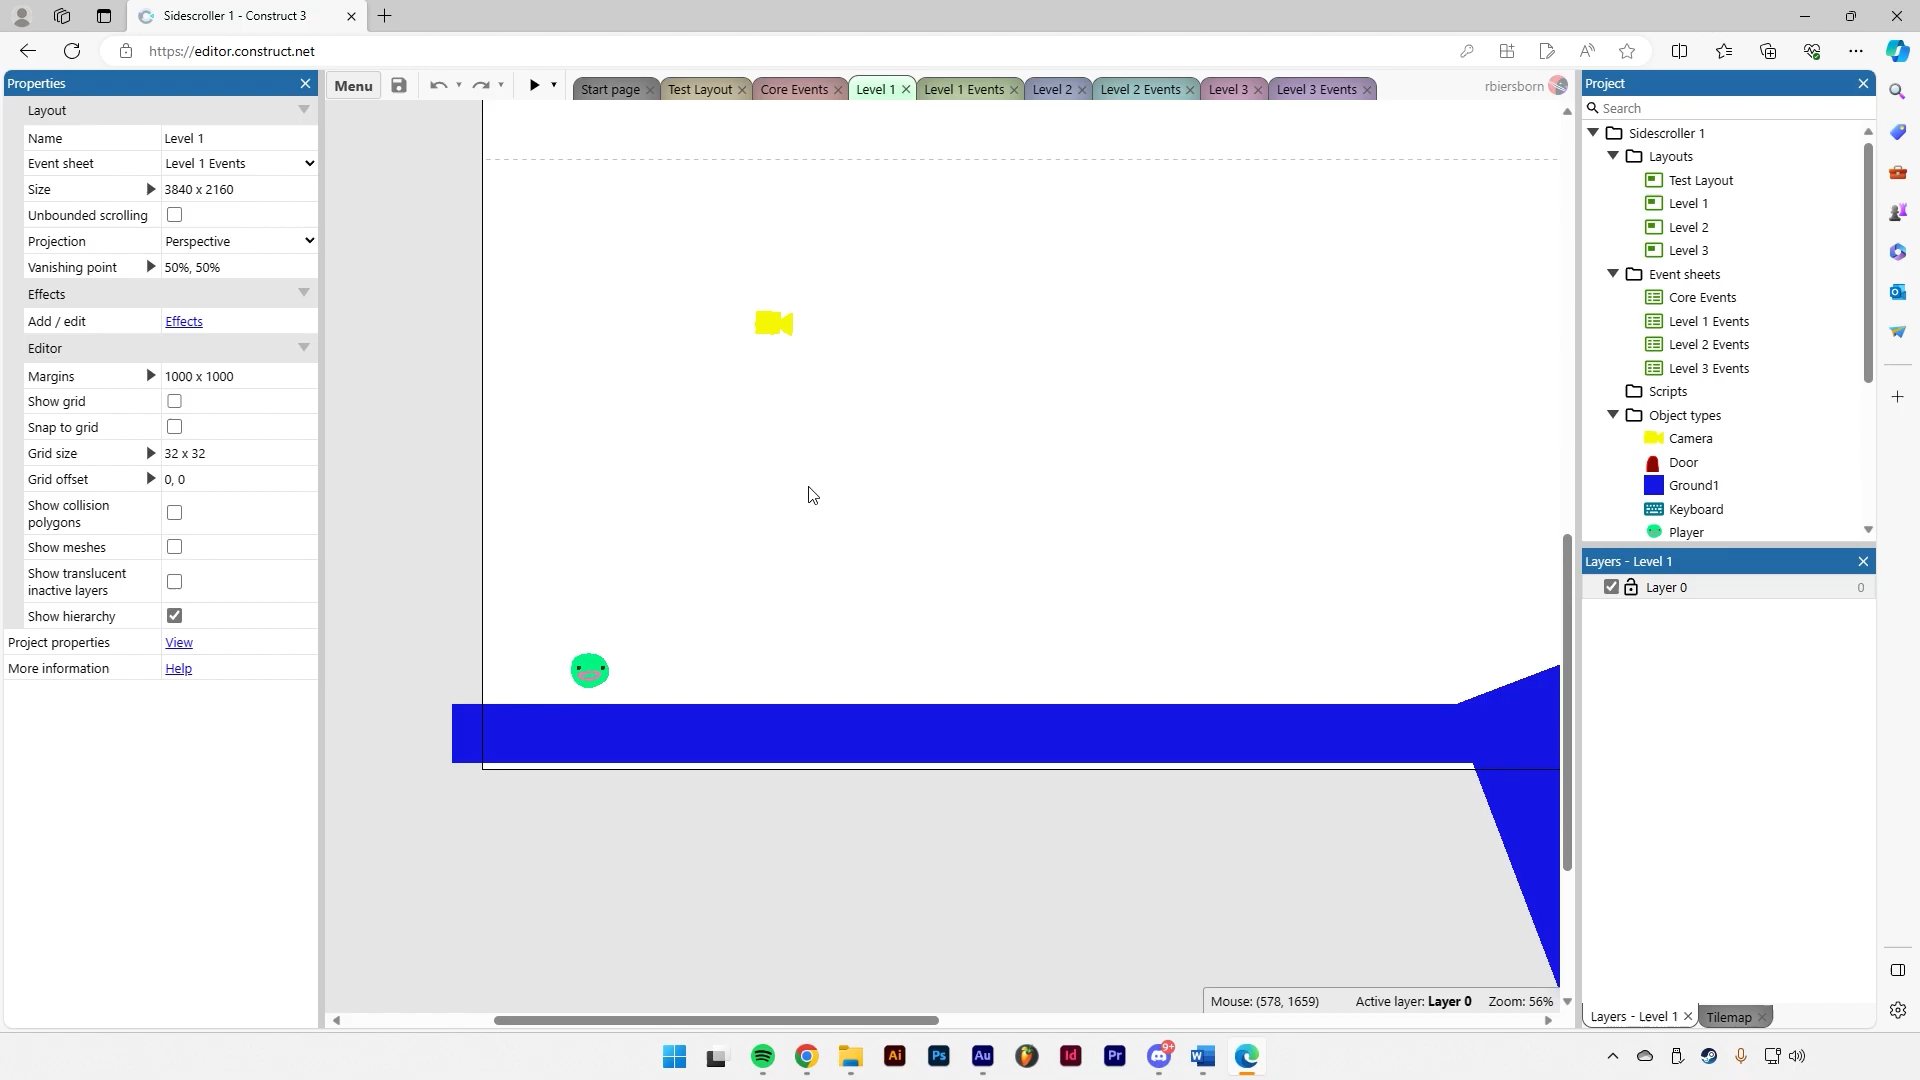 Sidescroller 1 - Construct 3
https://editor.construct.net
Properties
Layout
Name Level 1
Event sheet Level 1 Events
Size 3840 x 2160
Unbounded scrolling
Projection Perspective
Vanishing point 50%, 50%
Effects
Add / edit Effects
Editor
Margins 1000 x 1000
Show grid
Snap to grid
Grid size 32 x 32
Grid offset 0, 0
Show collision
polygons
Show meshes
Show translucent
inactive layers
Show hierarchy
Project properties View
More information Help
Menu
Start page Test Layout Core Events Level 1 Level 1 Events Level 2 Level 2 Events Level 3 Level 3 Events
rbiersborn
Mouse: (578, 1659) Active layer: Layer 0 Zoom: 56%
Project
Search
Sidescroller 1
Layouts
Test Layout
Level 1
Level 2
Level 3
Event sheets
Core Events
Level 1 Events
Level 2 Events
Level 3 Events
Scripts
Object types
Camera
Door
Ground1
Keyboard
Player
Layers - Level 1
Layer 0 0
Layers - Level 1 Tilemap
Ai Ps Au Id Pr 9+ W